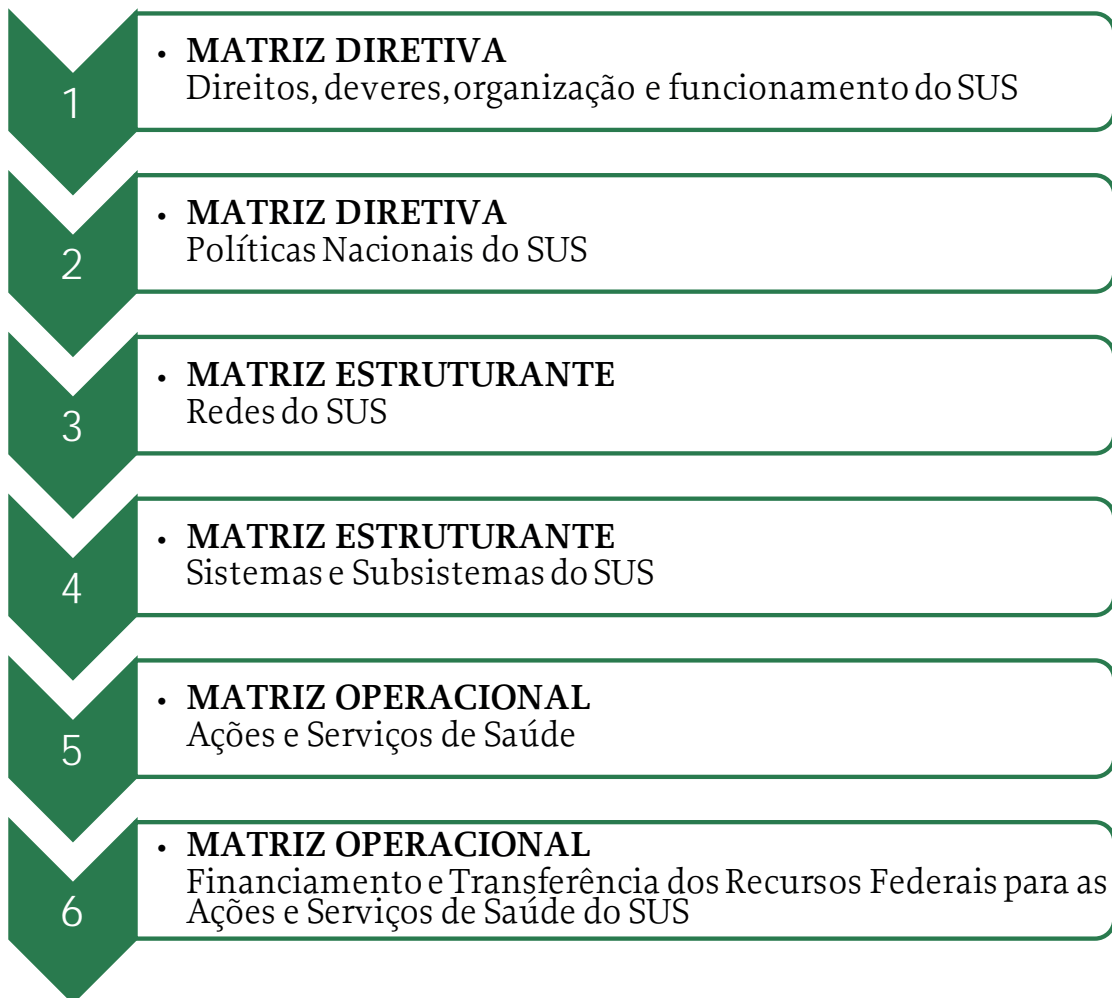 1
• MATRIZ DIRETIVA
Direitos, deveres, organização e funcionamento do SUS
2
• MATRIZ DIRETIVA
Políticas Nacionais do SUS
3
• MATRIZ ESTRUTURANTE
Redes do SUS
4
• MATRIZ ESTRUTURANTE
Sistemas e Subsistemas do SUS
5
• MATRIZ OPERACIONAL
Ações e Serviços de Saúde
6
• MATRIZ OPERACIONAL
Financiamento e Transferência dos Recursos Federais para as
Ações e Serviços de Saúde do SUS